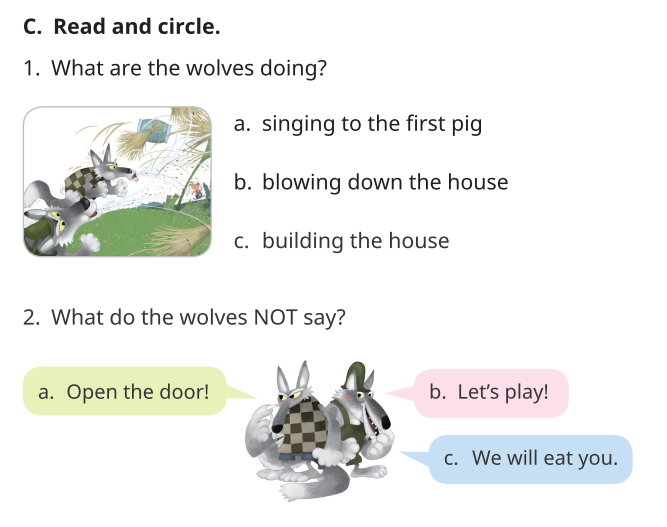 C. Read and circle.
1. What are the wolves doing?
a. singing to the first pig
b. blowing down the house
c. building the house
2. What do the wolves NOT say?
a. Open the door!
b. Let's play!
c. We will eat you.